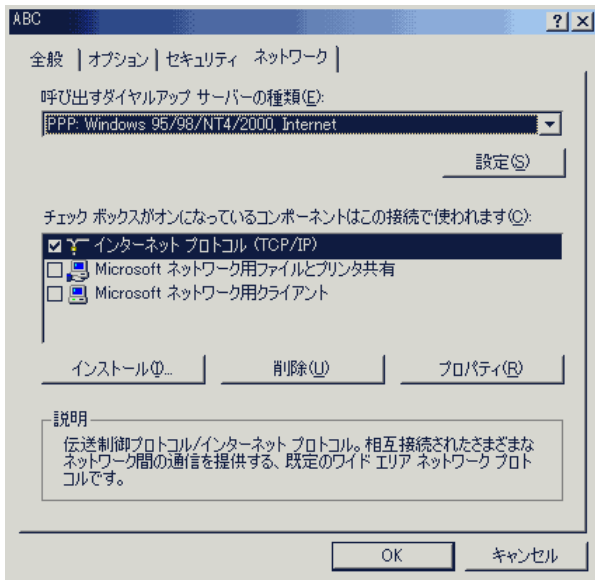 ABC
全般 オプション セキュリティ ネットワーク
呼び出すダイヤルアップ サーバーの種類(E):
PPP: Windows 95/98/NT4/2000, Internet
設定(S)
チェック ボックスがオンになっているコンポーネントはこの接続で使われます(C):
インターネット プロトコル (TCP/IP)
Microsoft ネットワーク用ファイルとプリンタ共有
Microsoft ネットワーク用クライアント
インストール(I)... 削除(U) プロパティ(R)
説明
伝送制御プロトコル/インターネット プロトコル。相互接続されたさまざまな
ネットワーク間の通信を提供する、既定のワイド エリア ネットワーク プロト
コルです。
OK キャンセル